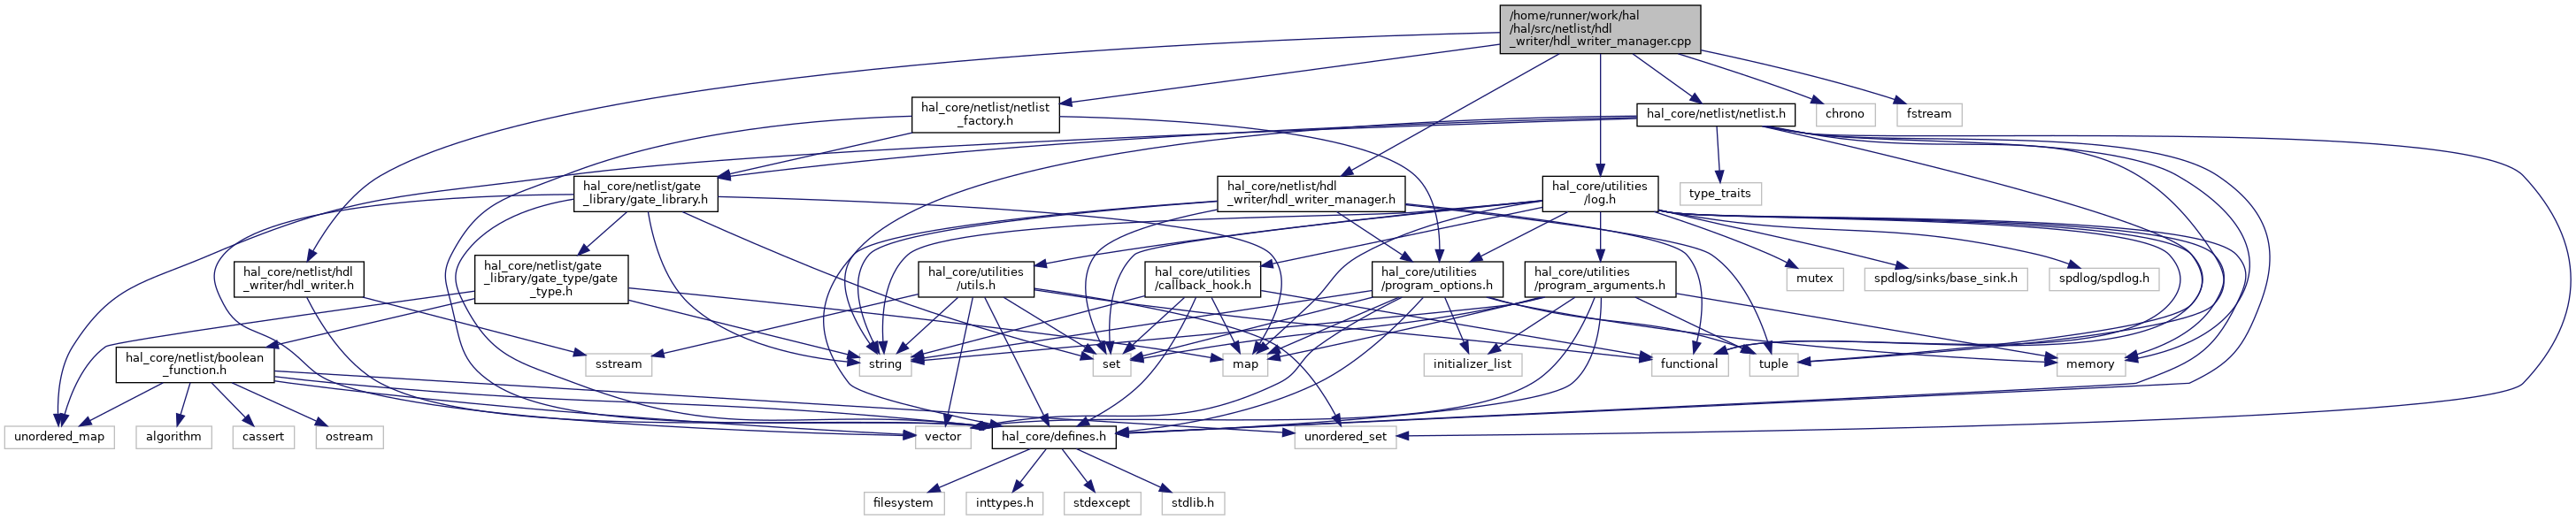 /home/runner/work/hal
/hal/src/netlist/hdl
_writer/hdl_writer_manager.cpp
hal_core/netlist/netlist
_factory.h
hal_core/netlist/netlist.h
chrono
fstream
hal_core/netlist/gate
_library/gate_library.h
hal_core/netlist/hdl
_writer/hdl_writer_manager.h
hal_core/utilities
/log.h
type_traits
hal_core/netlist/hdl
_writer/hdl_writer.h
hal_core/netlist/gate
_library/gate_type/gate
_type.h
hal_core/utilities
/utils.h
hal_core/utilities
/callback_hook.h
hal_core/utilities
/program_options.h
hal_core/utilities
/program_arguments.h
mutex
spdlog/sinks/base_sink.h
spdlog/spdlog.h
hal_core/netlist/boolean
_function.h
sstream
string
set
map
initializer_list
functional
tuple
memory
unordered_map
algorithm
cassert
ostream
vector
hal_core/defines.h
unordered_set
filesystem
inttypes.h
stdexcept
stdlib.h